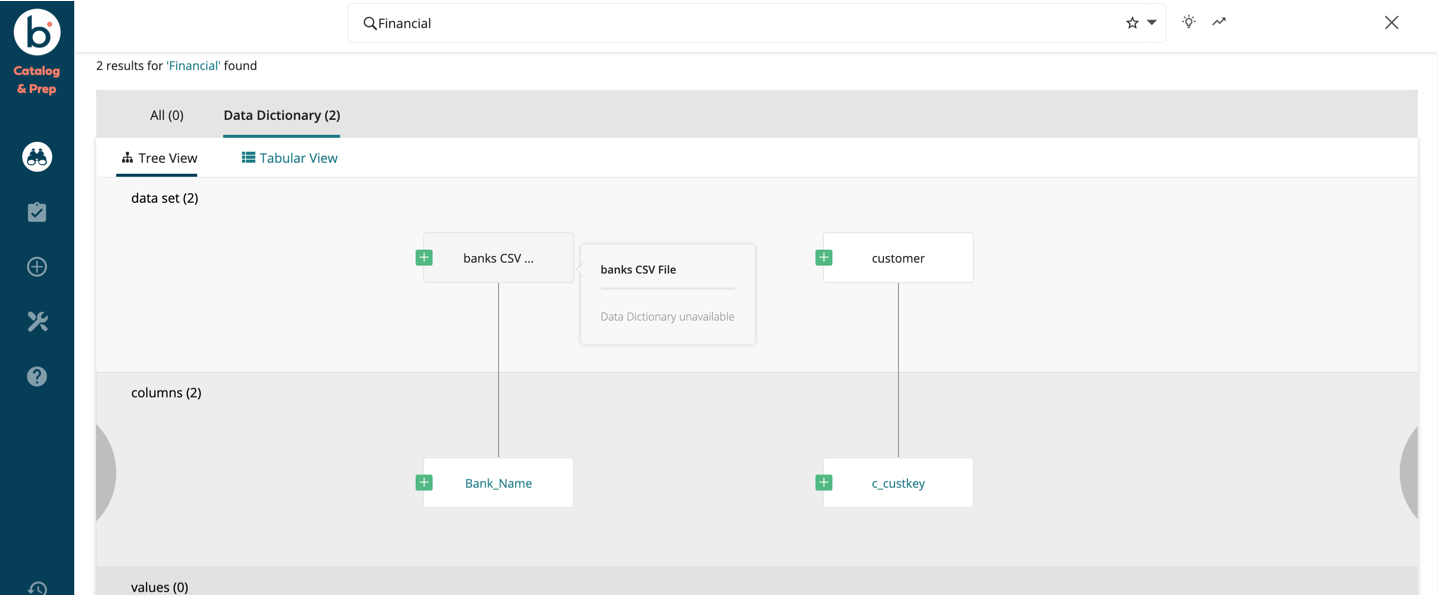 Financial
b
Catalog
& Prep
2 results for 'Financial' found
All (0)
Data Dictionary (2)
Tree View
Tabular View
data set (2)
banks CSV ...
banks CSV File
Data Dictionary unavailable
customer
columns (2)
Bank_Name
c_custkey
values (0)